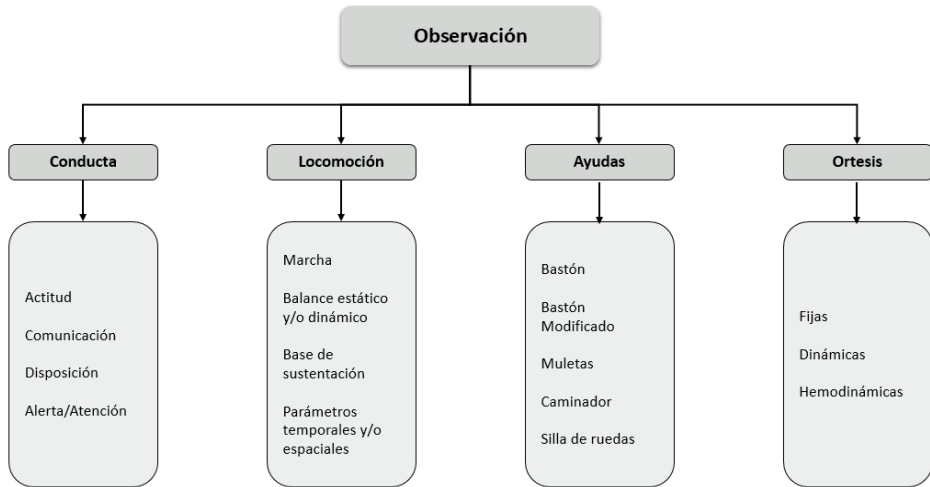 Observación
Conducta
Actitud
Comunicación
Disposición
Alerta/Atención
Locomoción
Marcha
Balance estático
y/o dinámico
Base de
sustentación
Parámetros
temporales y/o
espaciales
Ayudas
Bastón
Bastón
Modificado
Muletas
Caminador
Silla de ruedas
Ortesis
Fijas
Dinámicas
Hemodinámicas